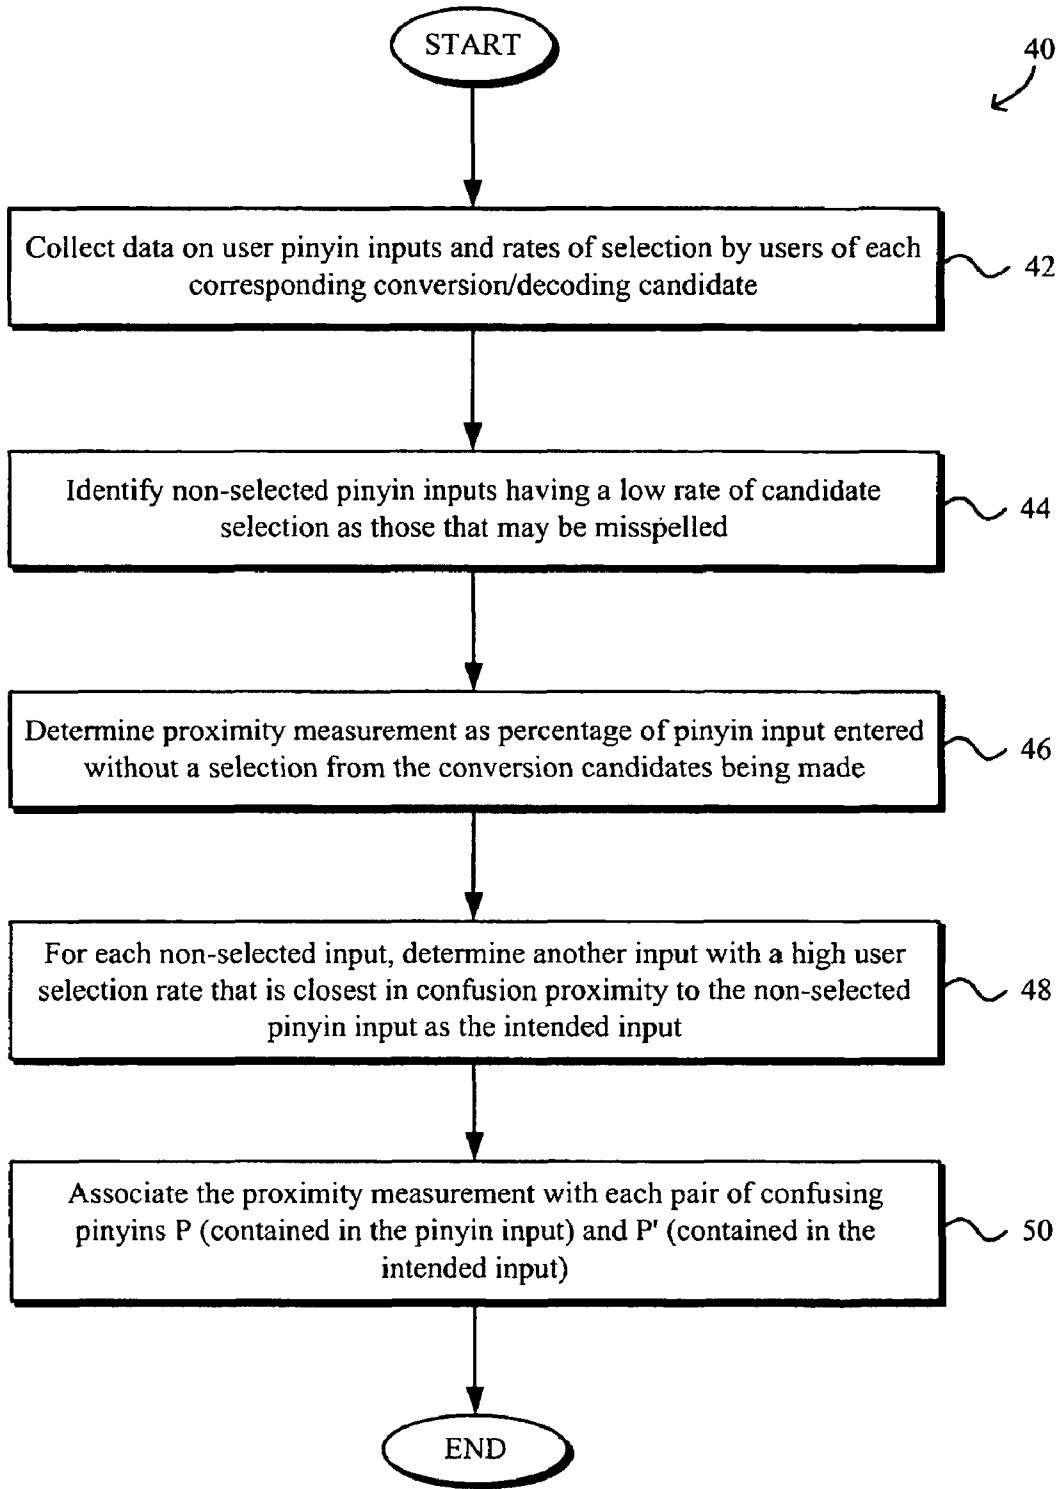 START
40
Collect data on user pinyin inputs and rates of selection by users of each
corresponding conversion/decoding candidate
42
Identify non-selected pinyin inputs having a low rate of candidate
selection as those that may be misspelled
44
Determine proximity measurement as percentage of pinyin input entered
without a selection from the conversion candidates being made
46
For each non-selected input, determine another input with a high user
selection rate that is closest in confusion proximity to the non-selected
pinyin input as the intended input
48
Associate the proximity measurement with each pair of confusing
pinyins P (contained in the pinyin input) and P' (contained in the
intended input)
50
END